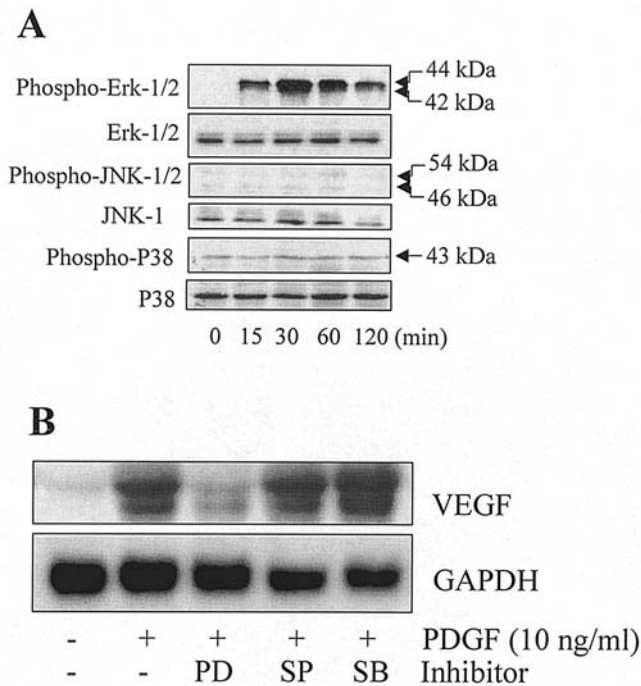 A
Phospho-Erk-1/2
44 kDa
42 kDa
Erk-1/2
Phospho-JNK-1/2
54 kDa
46 kDa
JNK-1
Phospho-P38
43 kDa
P38
0 15 30 60 120 (min)
B
VEGF
GAPDH
- + + + + PDGF (10 ng/ml)
- - PD SP SB Inhibitor